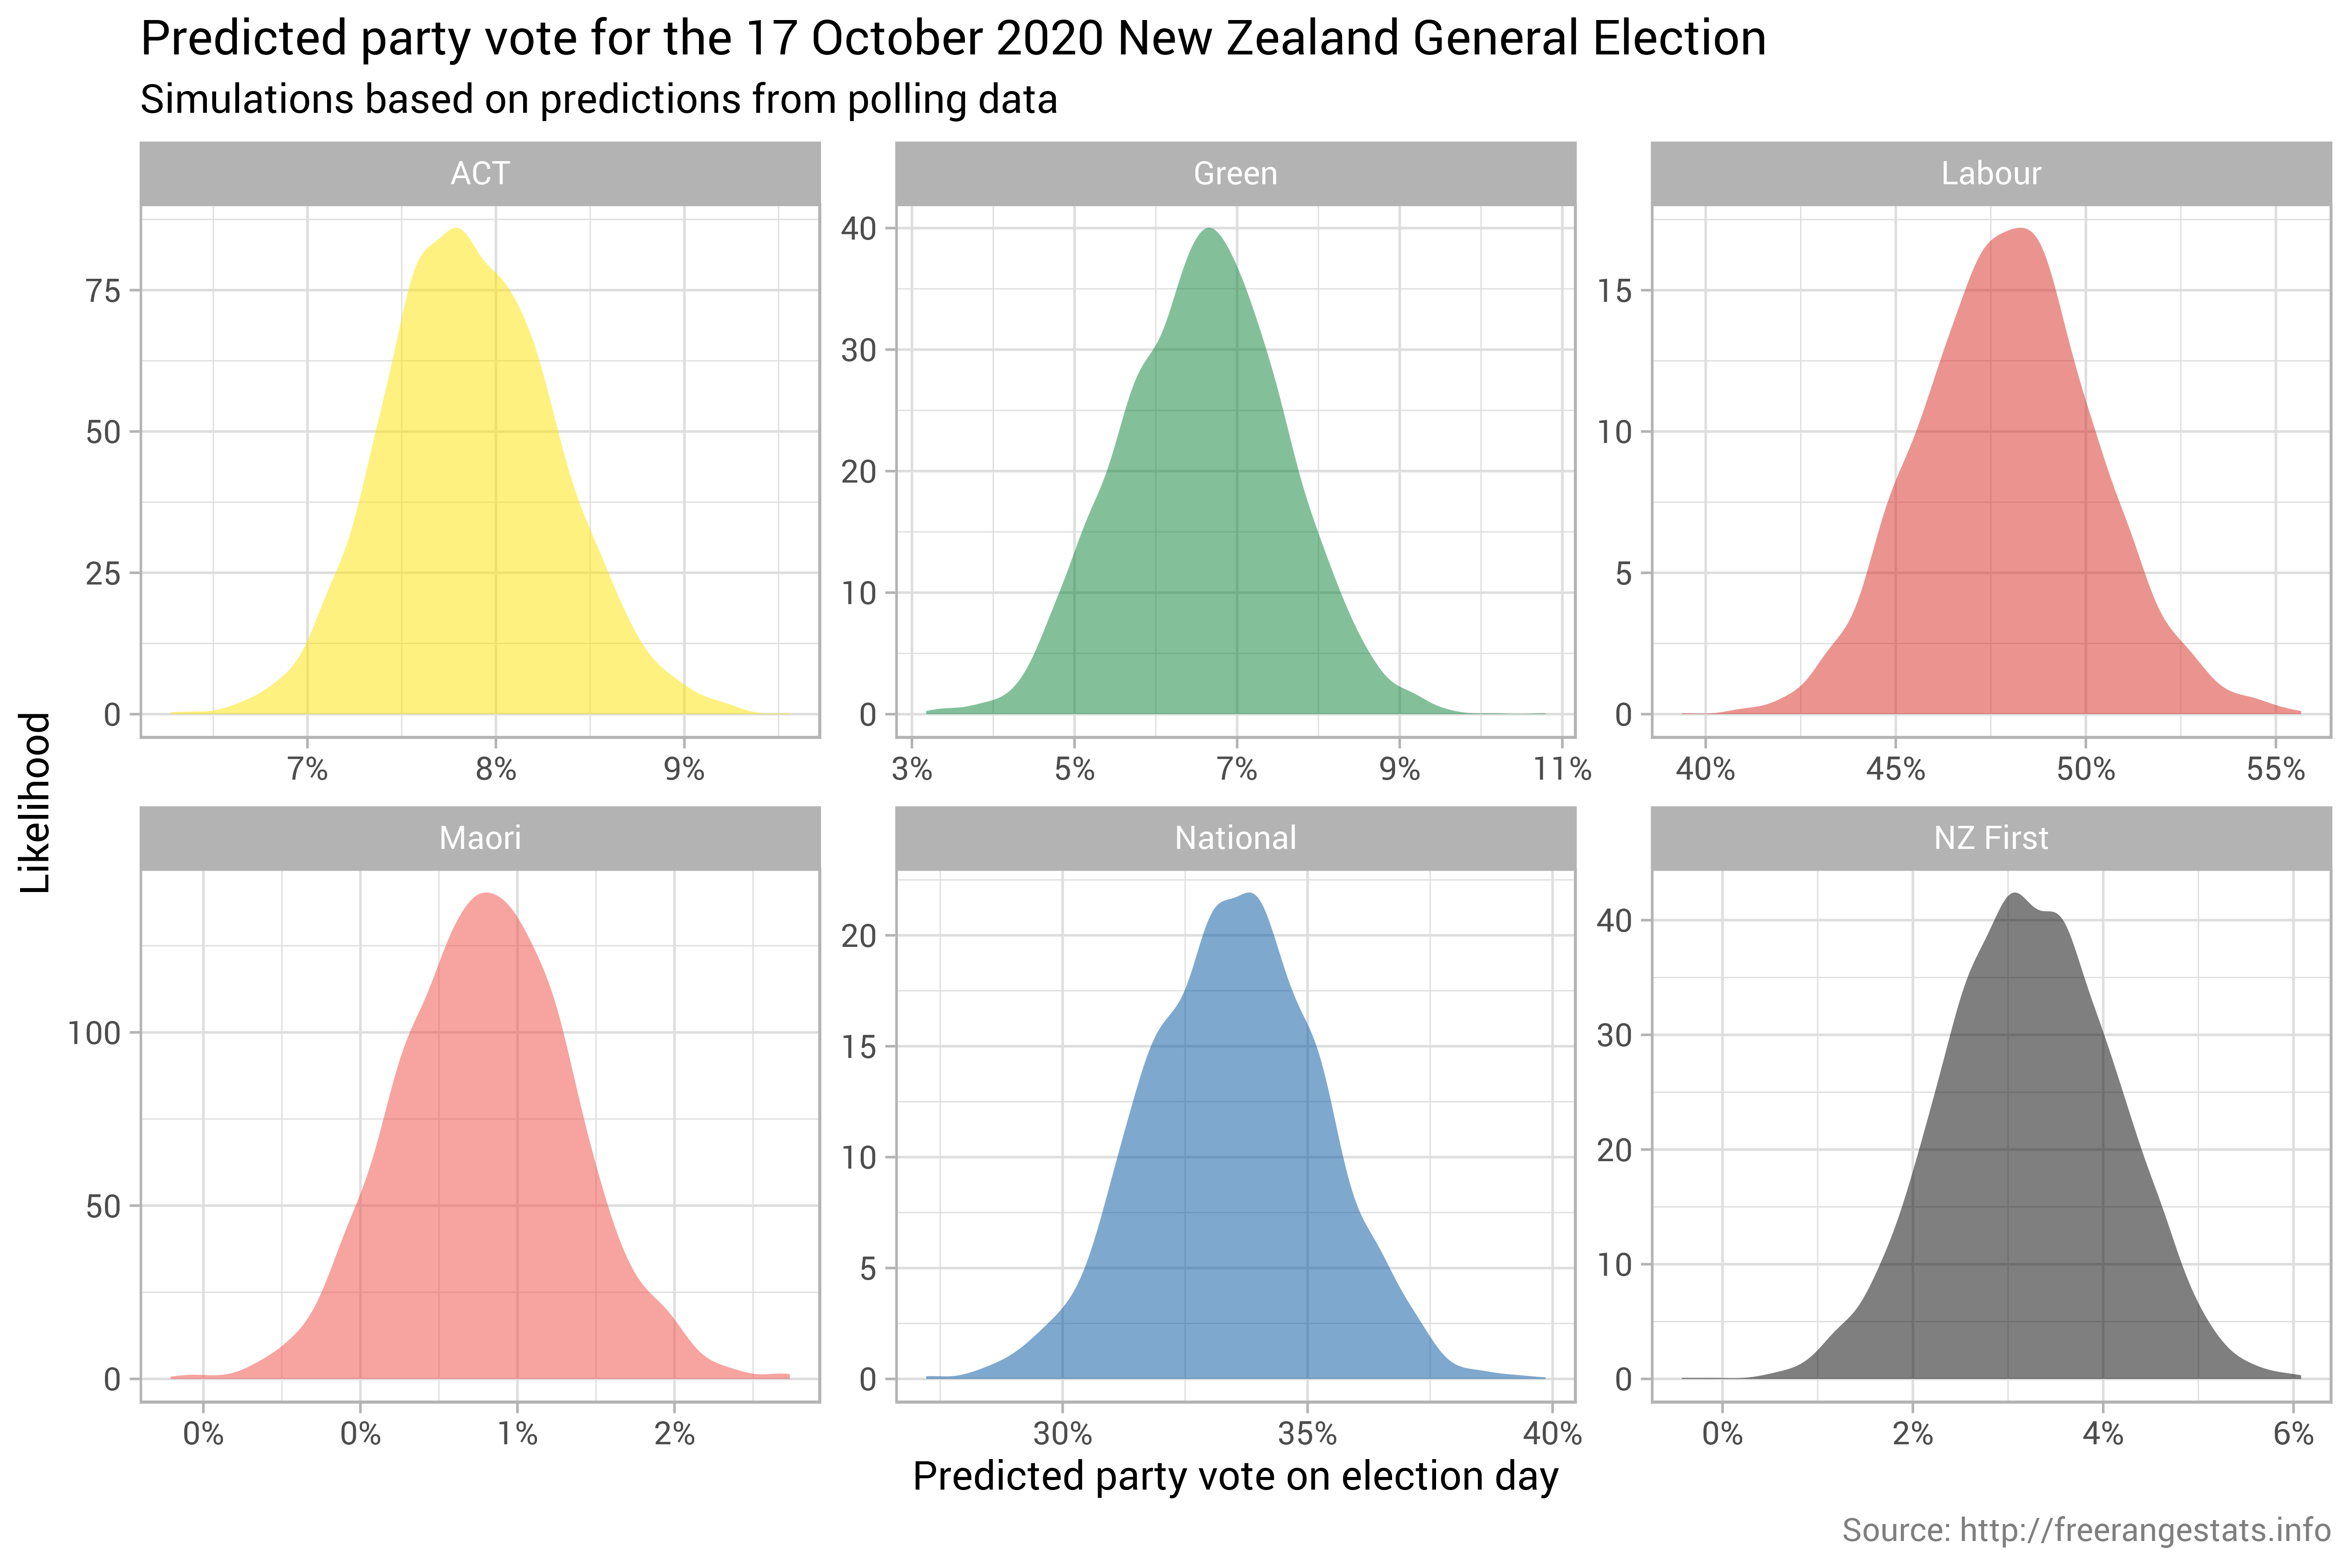 Predicted party vote for the 17 October 2020 New Zealand General Election
Simulations based on predictions from polling data
ACT
Green
Labour
75
50
25
0
40
30
20
10
0
15
10
5
0
7% 8% 9%
3% 5% 7% 9% 11%
40% 45% 50% 55%
Likelihood
Maori
National
NZ First
100
50
0
20
15
10
5
0
40
30
20
10
0
0% 0% 1% 2%
30% 35% 40%
0% 2% 4% 6%
Predicted party vote on election day
Source: http://freerangestats.info